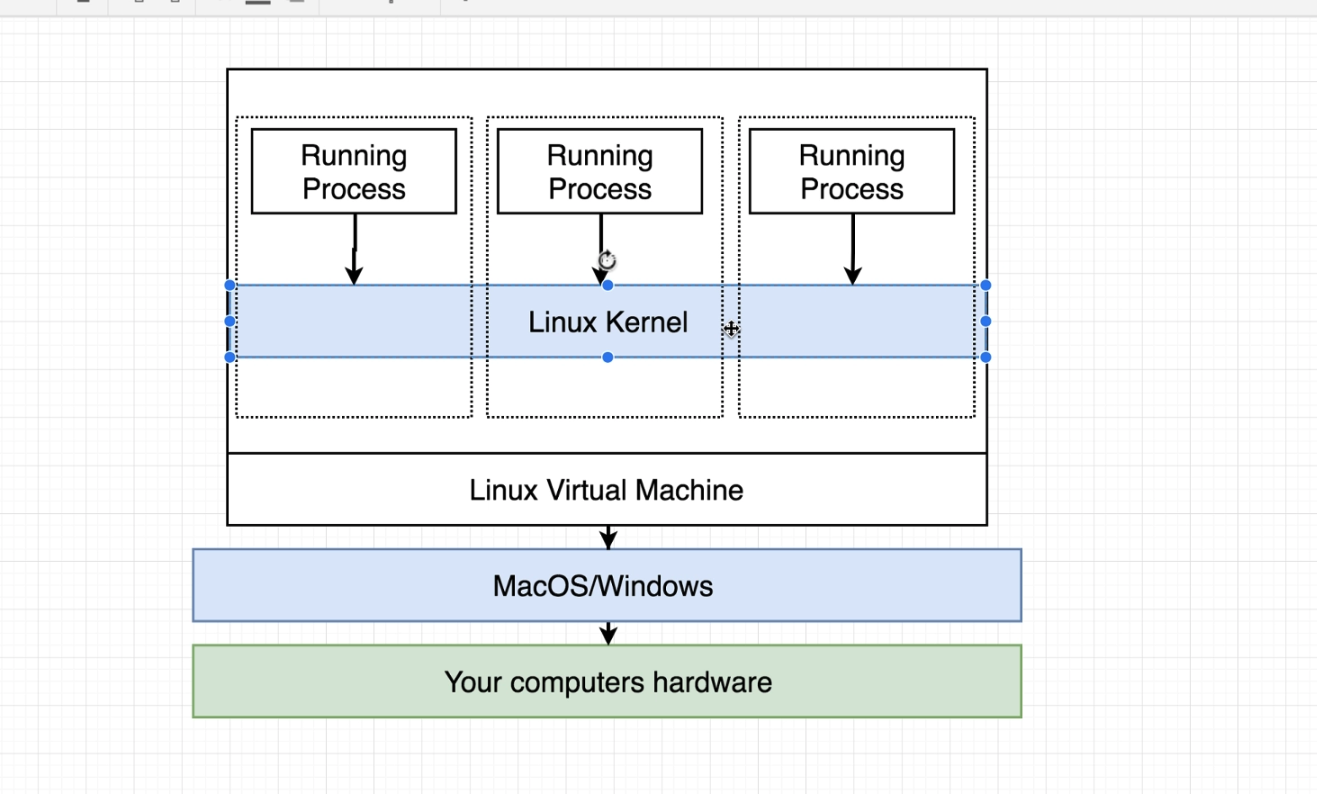 Running Running Running
Process Process Process
Linux Kernel
Linux Virtual Machine
MacOS/Windows
Your computers hardware